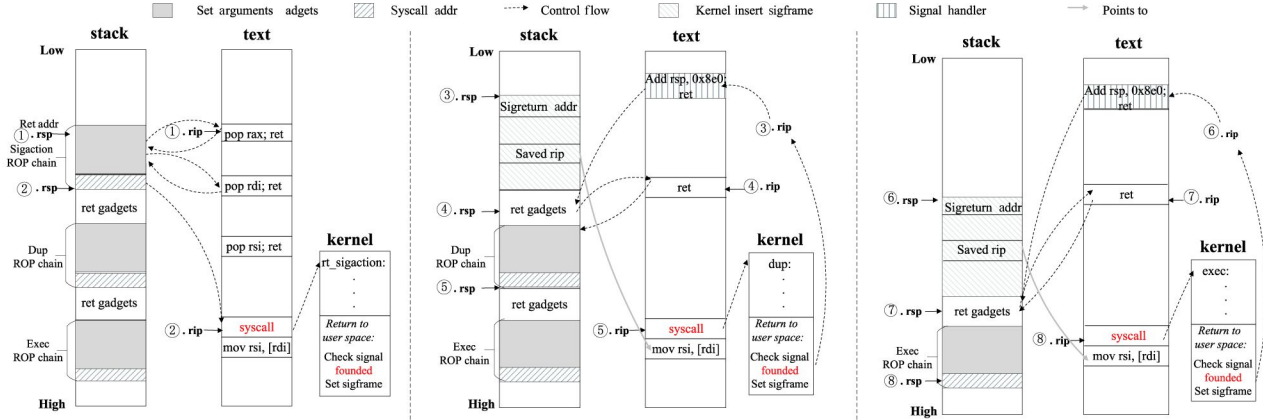 Set arguments adgets
Syscall addr
Control flow
Kernel insert sigframe
Signal handler
Points to
stack
text
Low
Ret addr
①. rsp
Sigaction
ROP chain
②. rsp
ret gadgets
Dup
ROP chain
ret gadgets
Exec
ROP chain
High
①. rip
pop rax; ret
pop rdi; ret
pop rsi; ret
②. rip
syscall
mov rsi, [rdi]
kernel
rt_sigaction:
.
.
.
.
Return to
user space:
Check signal
founded
Set sigframe
stack
text
Low
③. rsp
Sigreturn addr
Saved rip
④. rsp
ret gadgets
Dup
ROP chain
⑤. rsp
ret gadgets
Exec
ROP chain
High
Add rsp, 0x8e0;
ret
③. rip
ret
④. rip
⑤. rip
syscall
mov rsi, [rdi]
kernel
dup:
.
.
.
.
Return to
user space:
Check signal
founded
Set sigframe
stack
text
Low
⑥. rsp
Sigreturn addr
Saved rip
⑦. rsp
ret gadgets
Exec
ROP chain
⑧. rsp
High
Add rsp, 0x8e0;
ret
⑥. rip
ret
⑦. rip
⑧. rip
syscall
mov rsi, [rdi]
kernel
exec:
.
.
.
.
Return to
user space:
Check signal
founded
Set sigframe